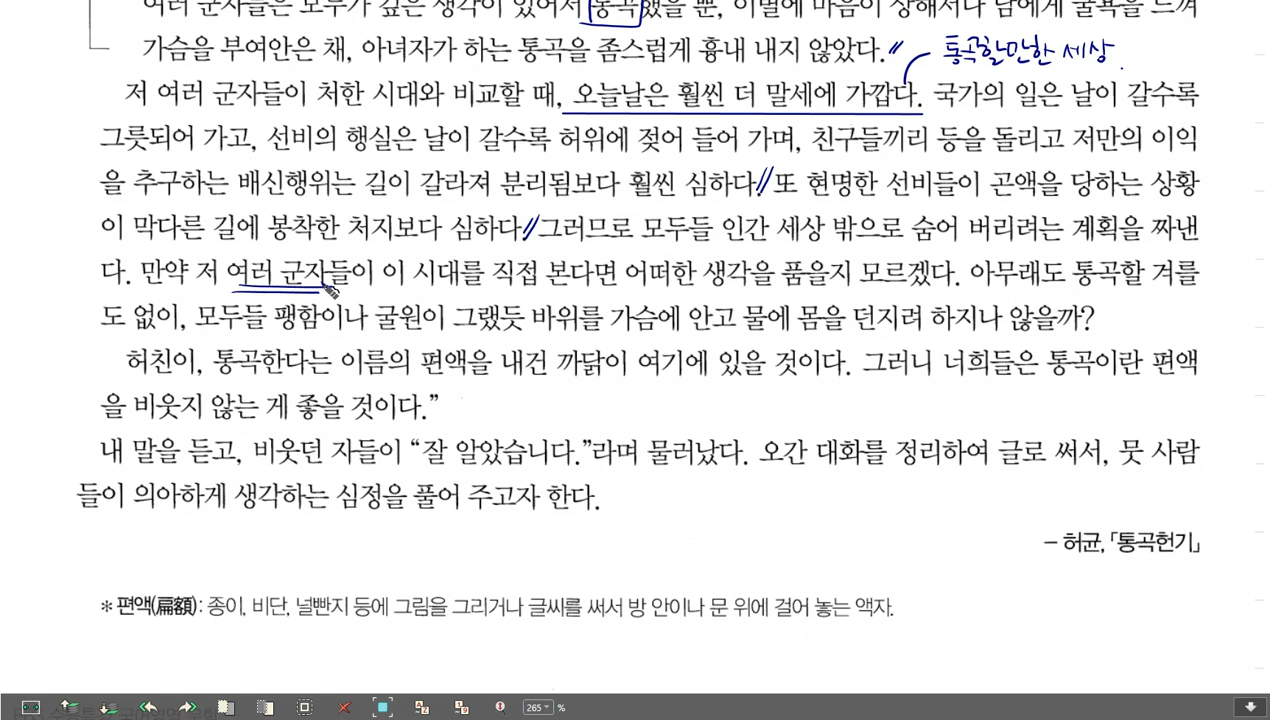 여러 군자들은 모두가 깊은 생각이 있어서 통곡했을 뿐, 이별에 마음이 상해서나 남에게 굴욕을 느껴
가슴을 부여안은 채, 아녀자가 하는 통곡을 좀스럽게 흉내 내지 않았다. 통곡할만한 세상.
저 여러 군자들이 처한 시대와 비교할 때, 오늘날은 훨씬 더 말세에 가깝다. 국가의 일은 날이 갈수록
그릇되어 가고, 선비의 행실은 날이 갈수록 허위에 젖어 들어 가며, 친구들끼리 등을 돌리고 저만의 이익
을 추구하는 배신행위는 길이 갈라져 분리됨보다 훨씬 심하다. 또 현명한 선비들이 곤액을 당하는 상황
이 막다른 길에 봉착한 처지보다 심하다. 그러므로 모두들 인간 세상 밖으로 숨어 버리려는 계획을 짜낸
다. 만약 저 여러 군자들이 이 시대를 직접 본다면 어떠한 생각을 품을지 모르겠다. 아무래도 통곡할 겨를
도 없이, 모두들 팽함이나 굴원이 그랬듯 바위를 가슴에 안고 물에 몸을 던지려 하지나 않을까?
허친이, 통곡한다는 이름의 편액을 내건 까닭이 여기에 있을 것이다. 그러니 너희들은 통곡이란 편액
을 비웃지 않는 게 좋을 것이다.”
내 말을 듣고, 비웃던 자들이 “잘 알았습니다.”라며 물러났다. 오간 대화를 정리하여 글로 써서, 뭇 사람
들이 의아하게 생각하는 심정을 풀어 주고자 한다.
- 허균, 「통곡헌기」
* 편액(扁額): 종이, 비단, 널빤지 등에 그림을 그리거나 글씨를 써서 방 안이나 문 위에 걸어 놓는 액자.
265 %